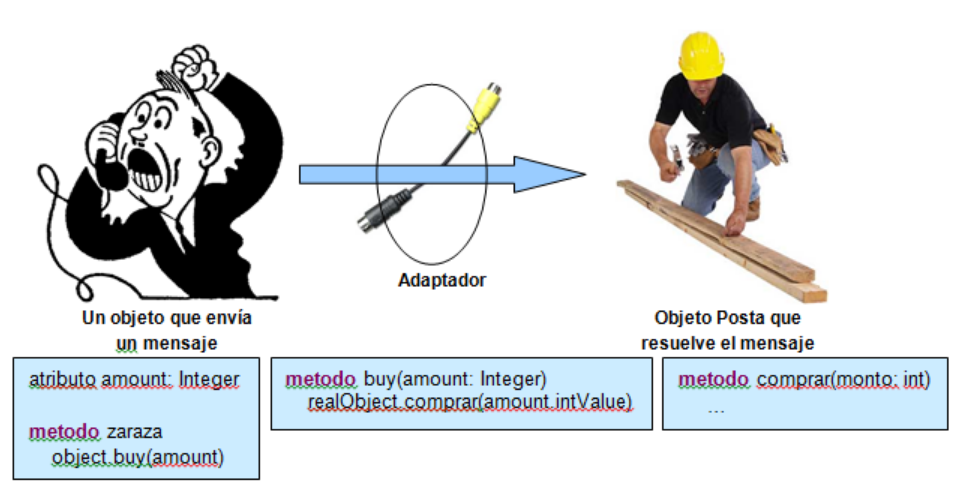 Adaptador
Un objeto que envía
un mensaje
Objeto Posta que
resuelve el mensaje
atributo amount: Integer
metodo zaraza
object.buy(amount)
metodo buy(amount: Integer)
realObject.comprar(amount.intValue)
metodo comprar(monto: int)
...